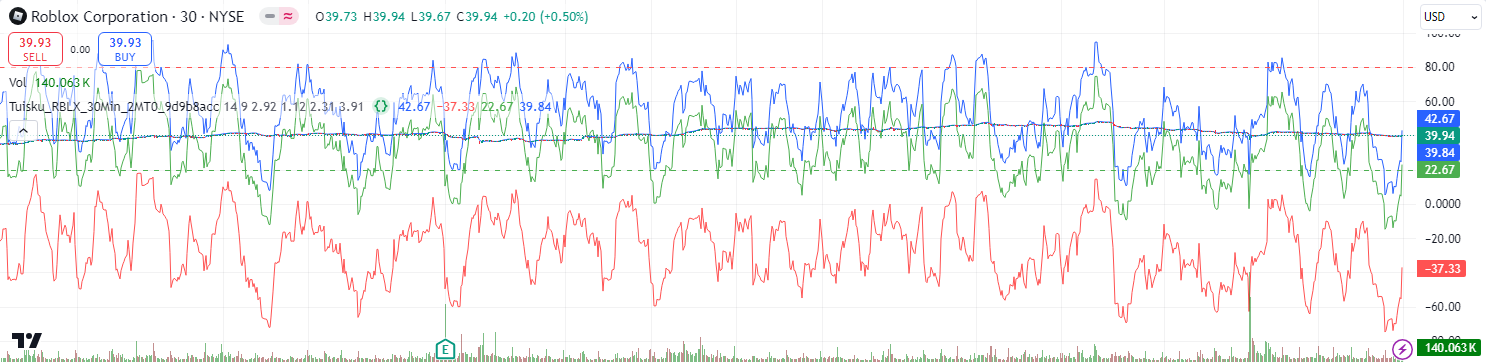 Roblox Corporation · 30 · NYSE O39.73 H39.94 L39.67 C39.94 +0.20 (+0.50%)
USD
39.93 SELL 0.00 39.93 BUY
Vol 140.063 K
Tuisku_RBLX_30Min_2MT0_9d9b8acc 14 9 2.92 1.12 2.31 3.91 {} 42.67 −37.33 22.67 39.84
80.00
60.00
42.67
39.94
39.84
22.67
0.0000
−20.00
−37.33
−60.00
140.063 K
E